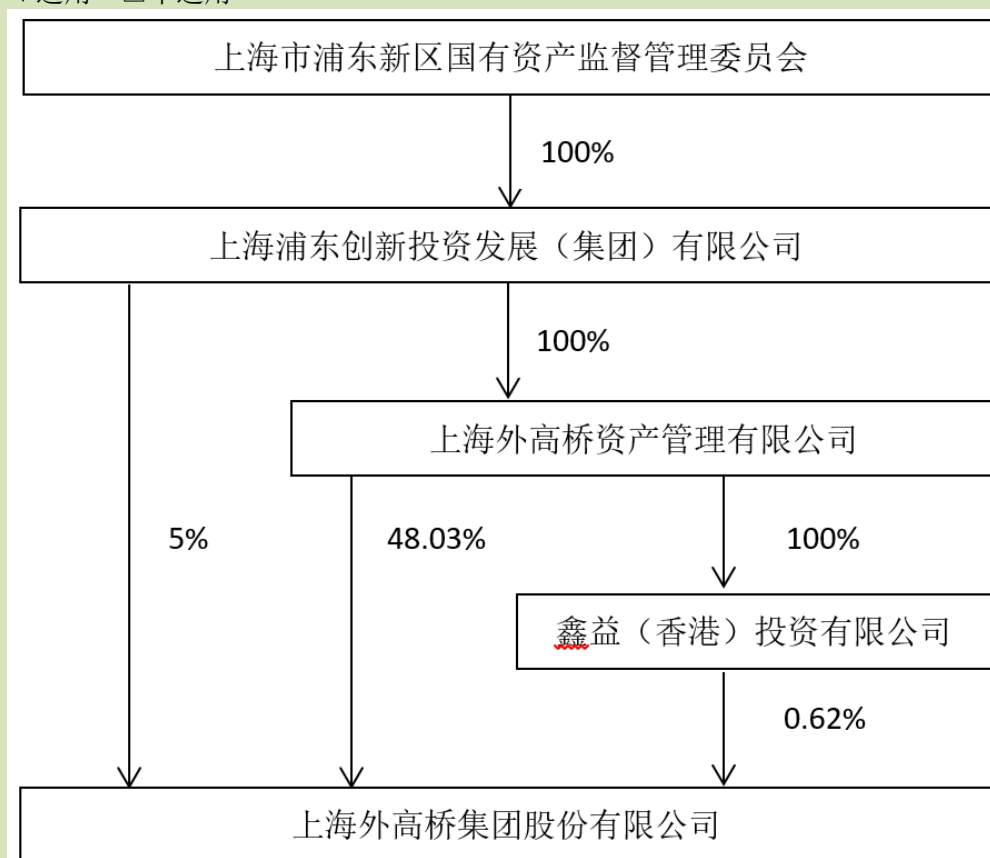 上海市浦东新区国有资产监督管理委员会
100%
上海浦东创新投资发展（集团）有限公司
100%
上海外高桥资产管理有限公司
5%
48.03%
100%
鑫益（香港）投资有限公司
0.62%
上海外高桥集团股份有限公司